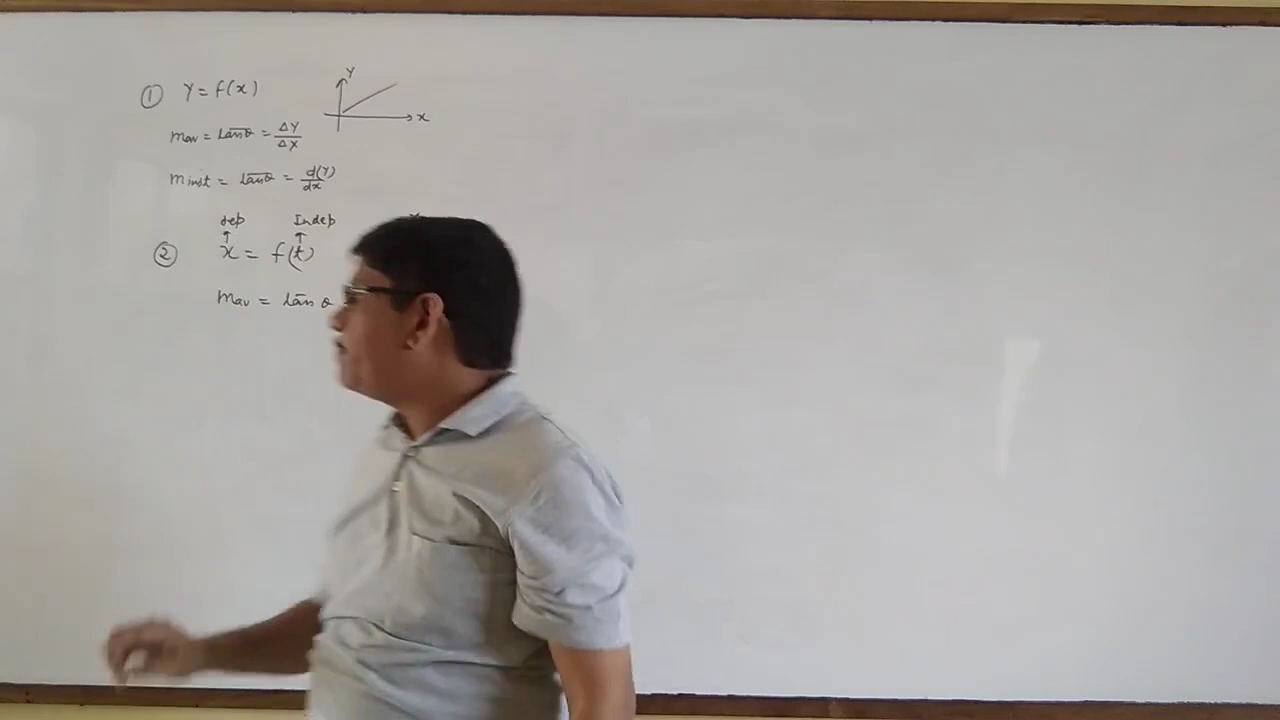 ① Y = f(x)
Y
x
mav = tanθ = ΔY/ΔX
minst = tanθ = d(Y)/dx
dep Indep
② x = f(t)
mav = tan θ